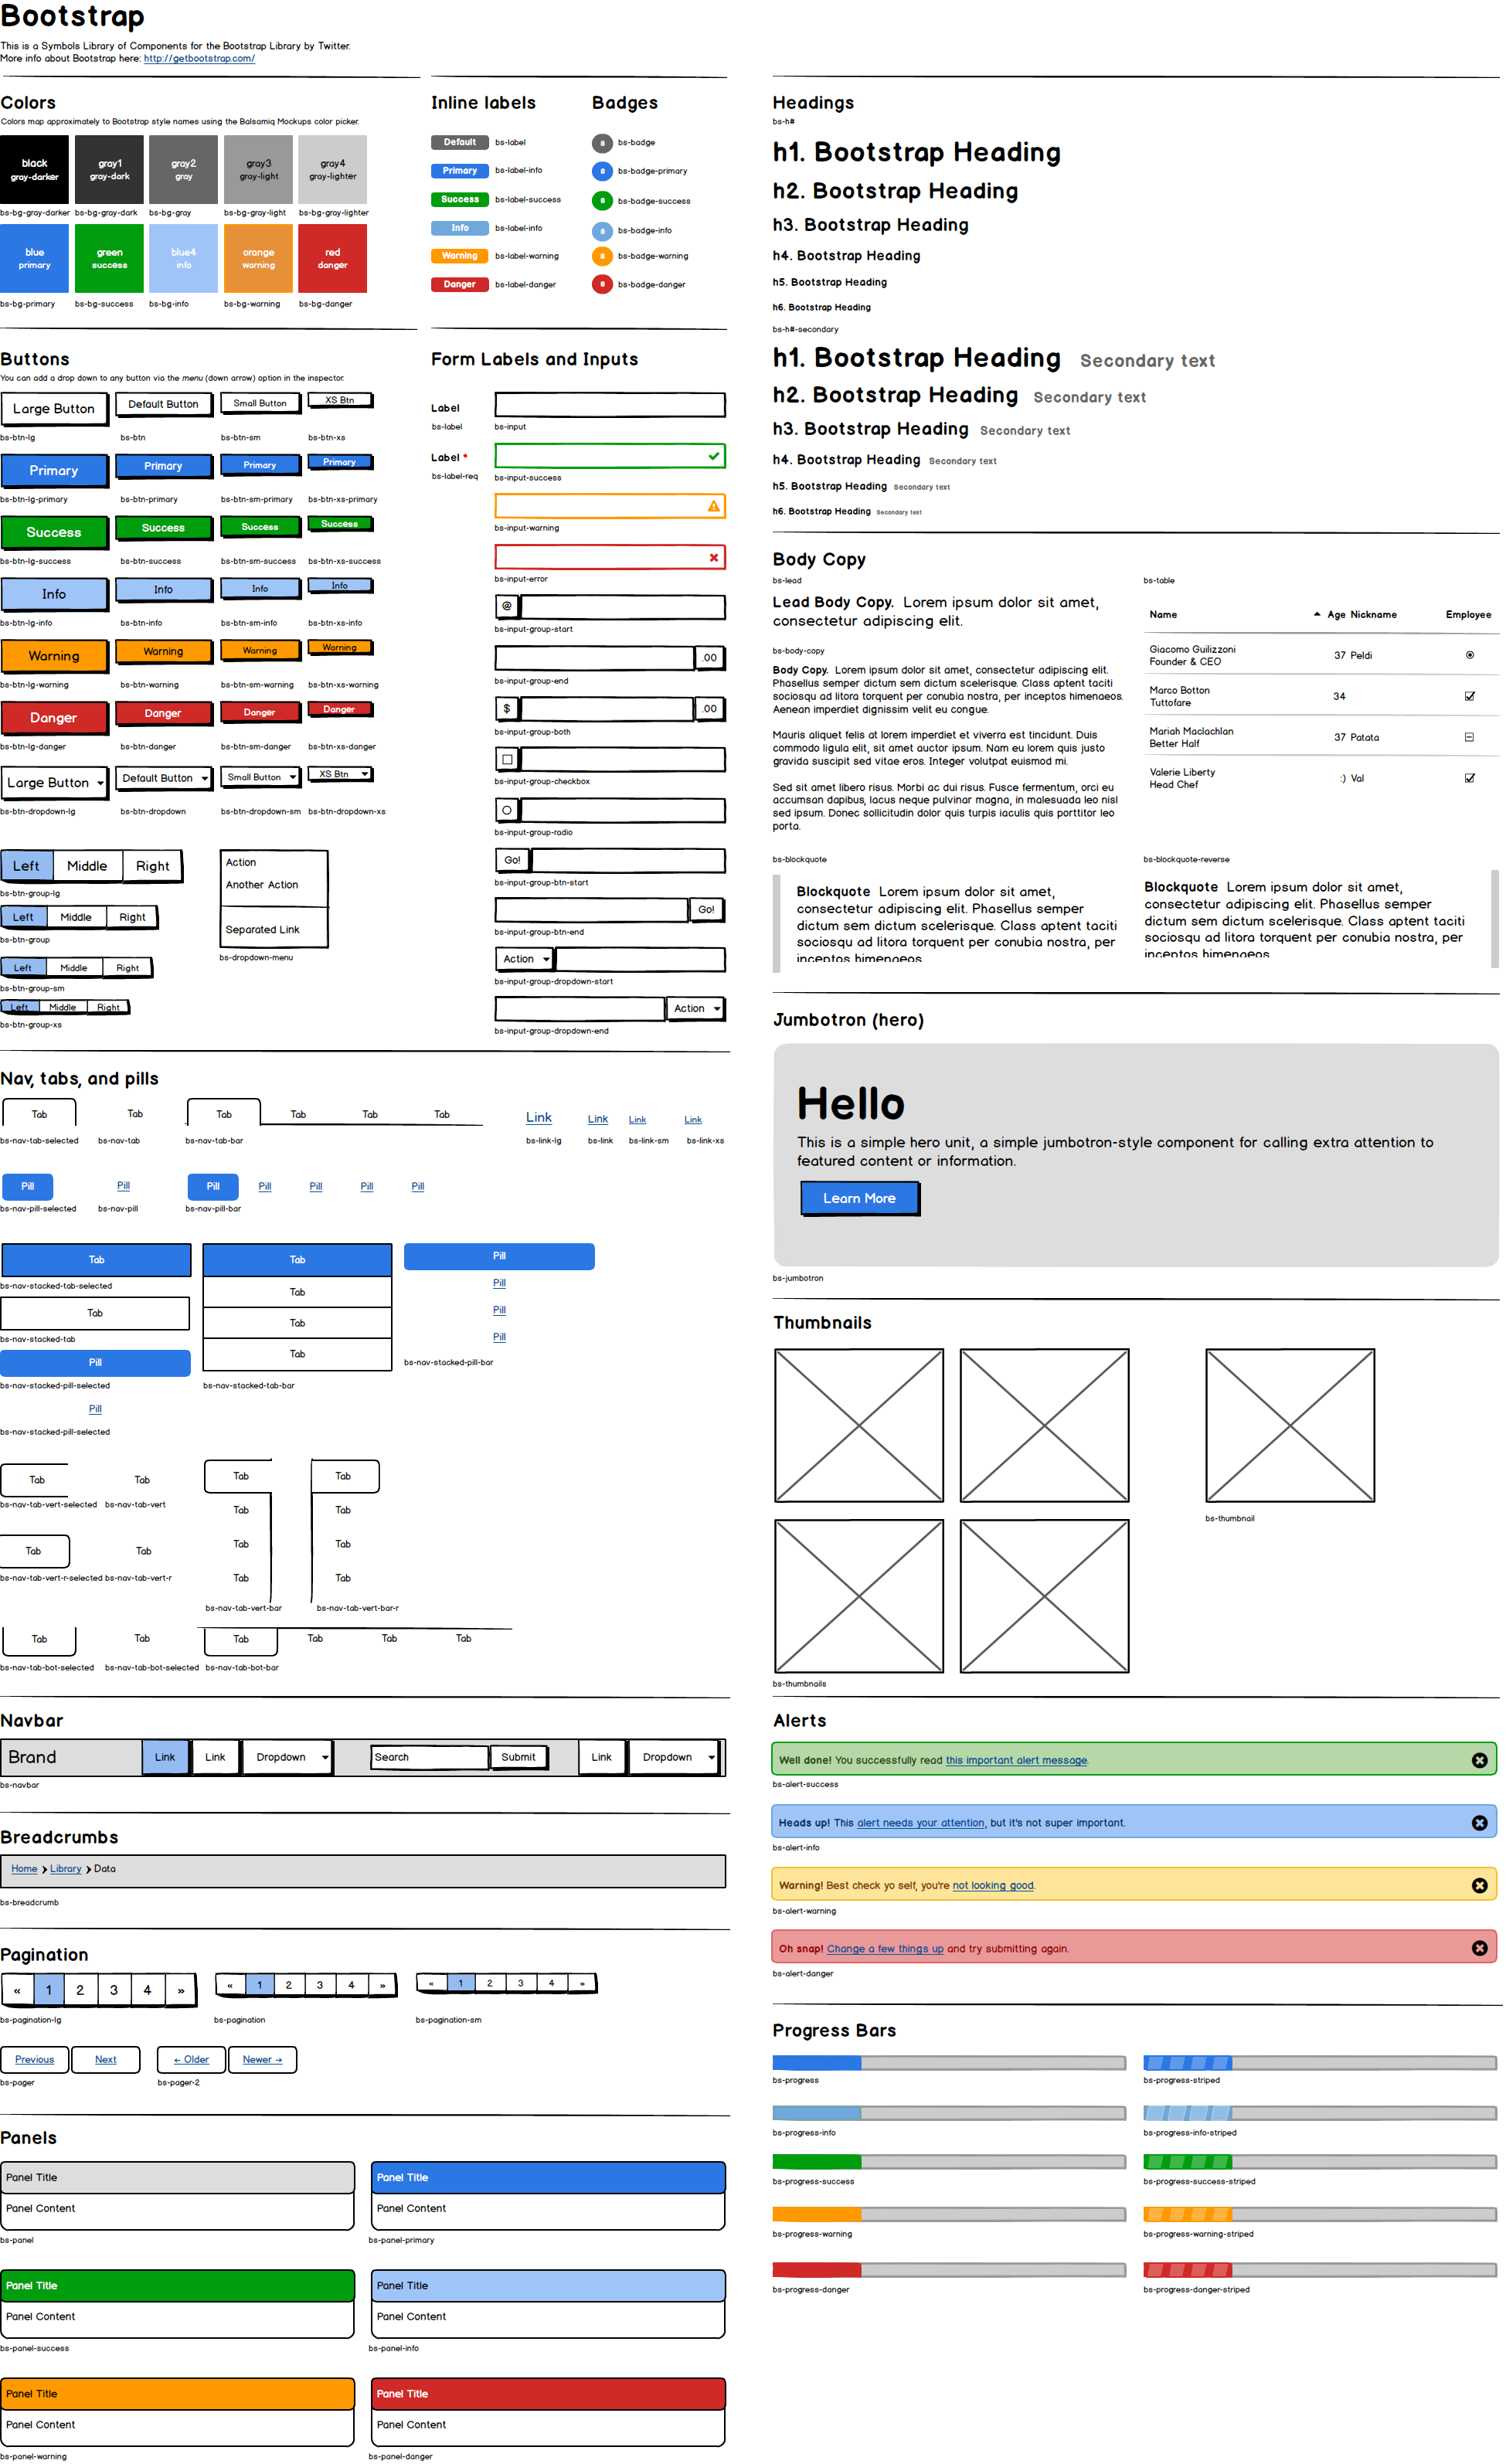 Bootstrap
This is a Symbols Library of Components for the Bootstrap Library by Twitter.
More info about Bootstrap here: http://getbootstrap.com/
Colors
Colors map approximately to Bootstrap style names using the Balsamiq Mockups color picker.
black gray1 gray2 gray3 gray4
gray-darker gray-dark gray gray-light gray-lighter
bs-bg-gray-darker bs-bg-gray-dark bs-bg-gray bs-bg-gray-light bs-bg-gray-lighter
blue green blue4 orange red
primary success info warning danger
bs-bg-primary bs-bg-success bs-bg-info bs-bg-warning bs-bg-danger
Inline labels
Default bs-label
Primary bs-label-info
Success bs-label-success
Info bs-label-info
Warning bs-label-warning
Danger bs-label-danger
Badges
8 bs-badge
8 bs-badge-primary
8 bs-badge-success
8 bs-badge-info
8 bs-badge-warning
8 bs-badge-danger
Buttons
You can add a drop down to any button via the menu (down arrow) option in the inspector.
Large Button Default Button Small Button XS Btn
bs-btn-lg bs-btn bs-btn-sm bs-btn-xs
Primary Primary Primary Primary
bs-btn-lg-primary bs-btn-primary bs-btn-sm-primary bs-btn-xs-primary
Success Success Success Success
bs-btn-lg-success bs-btn-success bs-btn-sm-success bs-btn-xs-success
Info Info Info Info
bs-btn-lg-info bs-btn-info bs-btn-sm-info bs-btn-xs-info
Warning Warning Warning Warning
bs-btn-lg-warning bs-btn-warning bs-btn-sm-warning bs-btn-xs-warning
Danger Danger Danger Danger
bs-btn-lg-danger bs-btn-danger bs-btn-sm-danger bs-btn-xs-danger
Large Button Default Button Small Button XS Btn
bs-btn-dropdown-lg bs-btn-dropdown bs-btn-dropdown-sm bs-btn-dropdown-xs
Left Middle Right
bs-btn-group-lg
Left Middle Right
bs-btn-group
Left Middle Right
bs-btn-group-sm
Left Middle Right
bs-btn-group-xs
Action
Another Action
Separated Link
bs-dropdown-menu
Form Labels and Inputs
Label
bs-label bs-input
Label *
bs-label-req bs-input-success
bs-input-warning
bs-input-error
@
bs-input-group-start
.00
bs-input-group-end
$ .00
bs-input-group-both
bs-input-group-checkbox
bs-input-group-radio
Go!
bs-input-group-btn-start
Go!
bs-input-group-btn-end
Action
bs-input-group-dropdown-start
Action
bs-input-group-dropdown-end
Nav, tabs, and pills
Tab Tab Tab Tab Tab Tab Link Link Link Link
bs-nav-tab-selected bs-nav-tab bs-nav-tab-bar bs-link-lg bs-link bs-link-sm bs-link-xs
Pill Pill Pill Pill Pill Pill Pill
bs-nav-pill-selected bs-nav-pill bs-nav-pill-bar
Tab
bs-nav-stacked-tab-selected
Tab
bs-nav-stacked-tab
Pill
bs-nav-stacked-pill-selected
Pill
bs-nav-stacked-pill-selected
Tab
Tab
Tab
Tab
bs-nav-stacked-tab-bar
Pill
Pill
Pill
Pill
bs-nav-stacked-pill-bar
Tab Tab
bs-nav-tab-vert-selected bs-nav-tab-vert
Tab Tab
bs-nav-tab-vert-r-selected bs-nav-tab-vert-r
Tab Tab
Tab Tab
Tab Tab
Tab Tab
bs-nav-tab-vert-bar bs-nav-tab-vert-bar-r
Tab Tab Tab Tab Tab Tab
bs-nav-tab-bot-selected bs-nav-tab-bot-selected bs-nav-tab-bot-bar
Navbar
Brand Link Link Dropdown Search Submit Link Dropdown
bs-navbar
Breadcrumbs
Home Library Data
bs-breadcrumb
Pagination
« 1 2 3 4 » « 1 2 3 4 » « 1 2 3 4 »
bs-pagination-lg bs-pagination bs-pagination-sm
Previous Next ← Older Newer →
bs-pager bs-pager-2
Panels
Panel Title Panel Title
Panel Content Panel Content
bs-panel bs-panel-primary
Panel Title Panel Title
Panel Content Panel Content
bs-panel-success bs-panel-info
Panel Title Panel Title
Panel Content Panel Content
bs-panel-warning bs-panel-danger
Headings
bs-h#
h1. Bootstrap Heading
h2. Bootstrap Heading
h3. Bootstrap Heading
h4. Bootstrap Heading
h5. Bootstrap Heading
h6. Bootstrap Heading
bs-h#-secondary
h1. Bootstrap Heading Secondary text
h2. Bootstrap Heading Secondary text
h3. Bootstrap Heading Secondary text
h4. Bootstrap Heading Secondary text
h5. Bootstrap Heading Secondary text
h6. Bootstrap Heading Secondary text
Body Copy
bs-lead
Lead Body Copy. Lorem ipsum dolor sit amet,
consectetur adipiscing elit.
bs-body-copy
Body Copy. Lorem ipsum dolor sit amet, consectetur adipiscing elit.
Phasellus semper dictum sem dictum scelerisque. Class aptent taciti
sociosqu ad litora torquent per conubia nostra, per inceptos himenaeos.
Aenean imperdiet dignissim velit eu congue.
Mauris aliquet felis at lorem imperdiet et viverra est tincidunt. Duis
commodo ligula elit, sit amet auctor ipsum. Nam eu lorem quis justo
gravida suscipit sed vitae eros. Integer volutpat euismod mi.
Sed sit amet libero risus. Morbi ac dui risus. Fusce fermentum, orci eu
accumsan dapibus, lacus neque pulvinar magna, in malesuada leo nisl
sed ipsum. Donec sollicitudin dolor quis turpis iaculis quis porttitor leo
porta.
bs-table
Name Age Nickname Employee
Giacomo Guilizzoni
Founder & CEO
37 Peldi
Marco Botton
Tuttofare
34
Mariah Maclachlan
Better Half
37 Patata
Valerie Liberty
Head Chef
:) Val
bs-blockquote
Blockquote Lorem ipsum dolor sit amet,
consectetur adipiscing elit. Phasellus semper
dictum sem dictum scelerisque. Class aptent taciti
sociosqu ad litora torquent per conubia nostra, per
inceptos himenaeos
bs-blockquote-reverse
Blockquote Lorem ipsum dolor sit amet,
consectetur adipiscing elit. Phasellus semper
dictum sem dictum scelerisque. Class aptent taciti
sociosqu ad litora torquent per conubia nostra, per
inceptos himenaeos
Jumbotron (hero)
Hello
This is a simple hero unit, a simple jumbotron-style component for calling extra attention to
featured content or information.
Learn More
bs-jumbotron
Thumbnails
bs-thumbnail
bs-thumbnails
Alerts
Well done! You successfully read this important alert message.
bs-alert-success
Heads up! This alert needs your attention, but it's not super important.
bs-alert-info
Warning! Best check yo self, you're not looking good.
bs-alert-warning
Oh snap! Change a few things up and try submitting again.
bs-alert-danger
Progress Bars
bs-progress bs-progress-striped
bs-progress-info bs-progress-info-striped
bs-progress-success bs-progress-success-striped
bs-progress-warning bs-progress-warning-striped
bs-progress-danger bs-progress-danger-striped